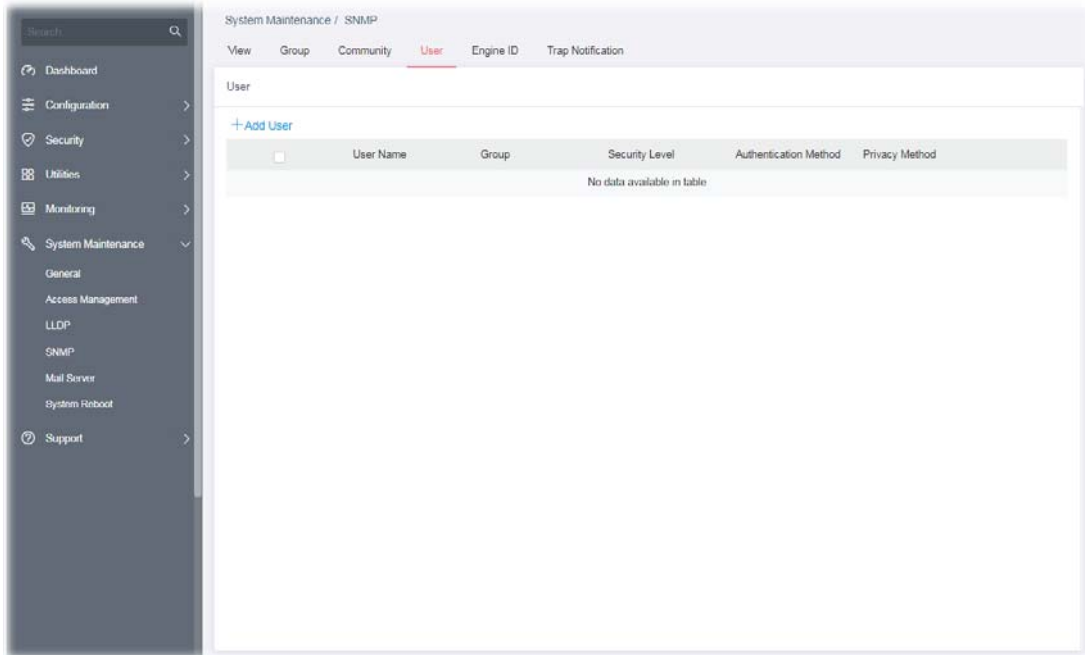 Search
Dashboard
Configuration
Security
Utilities
Monitoring
System Maintenance
General
Access Management
LLDP
SNMP
Mail Server
System Reboot
Support
System Maintenance / SNMP
View Group Community User Engine ID Trap Notification
User
+Add User
User Name Group Security Level Authentication Method Privacy Method
No data available in table